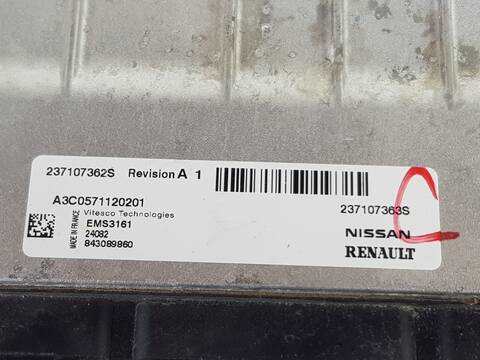 237107362S Revision A 1
A3C0571120201
Vitesco Technologies
EMS3161
24082
843089860
MADE IN FRANCE
237107363S
NISSAN
RENAULT